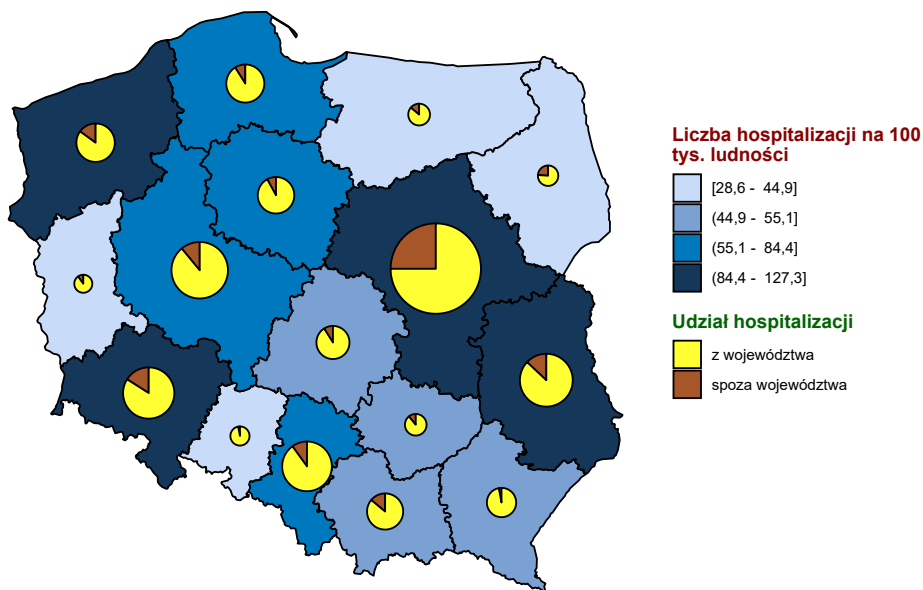 Liczba hospitalizacji na 100
tys. ludności
[28,6 - 44,9]
(44,9 - 55,1]
(55,1 - 84,4]
(84,4 - 127,3]
Udział hospitalizacji
z województwa
spoza województwa